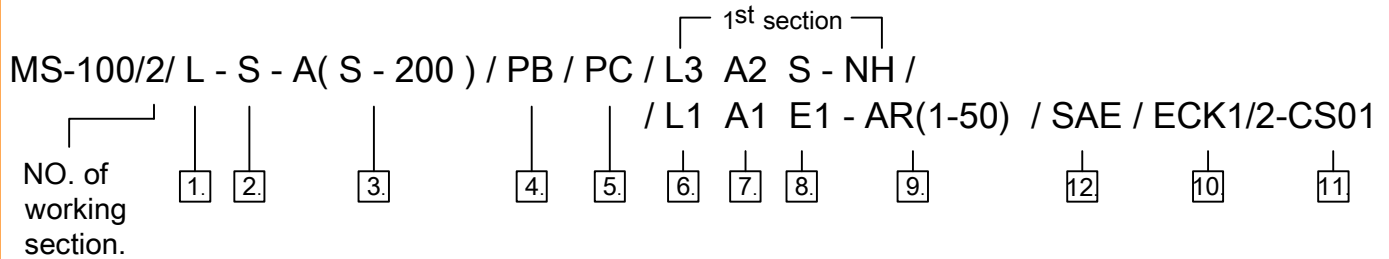 1st section
MS-100/2/ L - S - A( S - 200 ) / PB / PC / L3 A2 S - NH /
/ L1 A1 E1 - AR(1-50) / SAE / ECK1/2-CS01
NO. of
working
section.
1. 2. 3. 4. 5. 6. 7. 8. 9. 12. 10. 11.